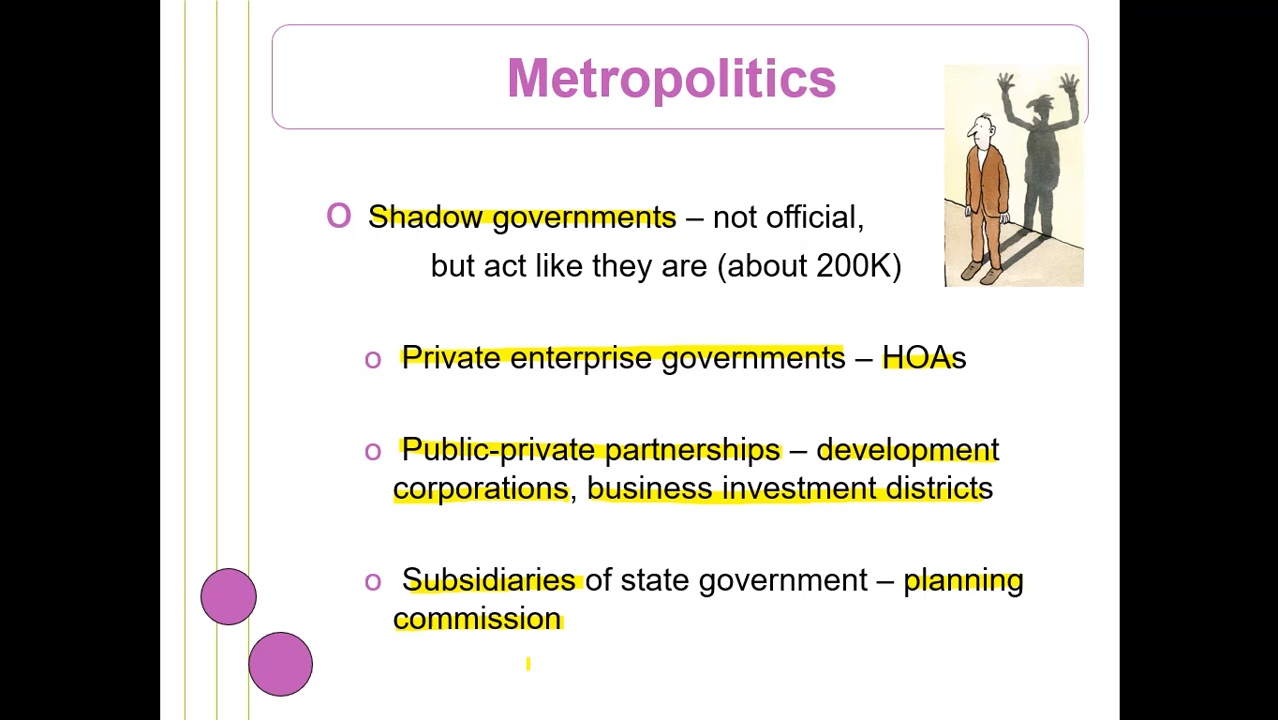 Metropolitics
O Shadow governments – not official,
but act like they are (about 200K)
o Private enterprise governments – HOAs
o Public-private partnerships – development
corporations, business investment districts
o Subsidiaries of state government – planning
commission